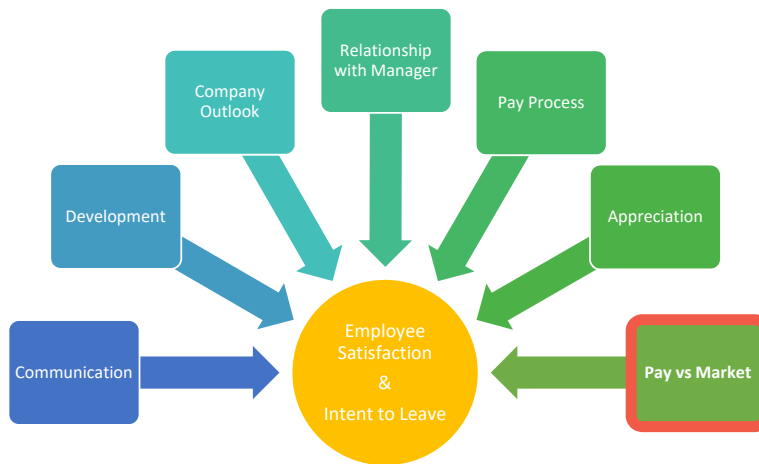 Relationship
with Manager
Company
Outlook
Pay Process
Development
Appreciation
Communication
Employee
Satisfaction
&
Intent to Leave
Pay vs Market